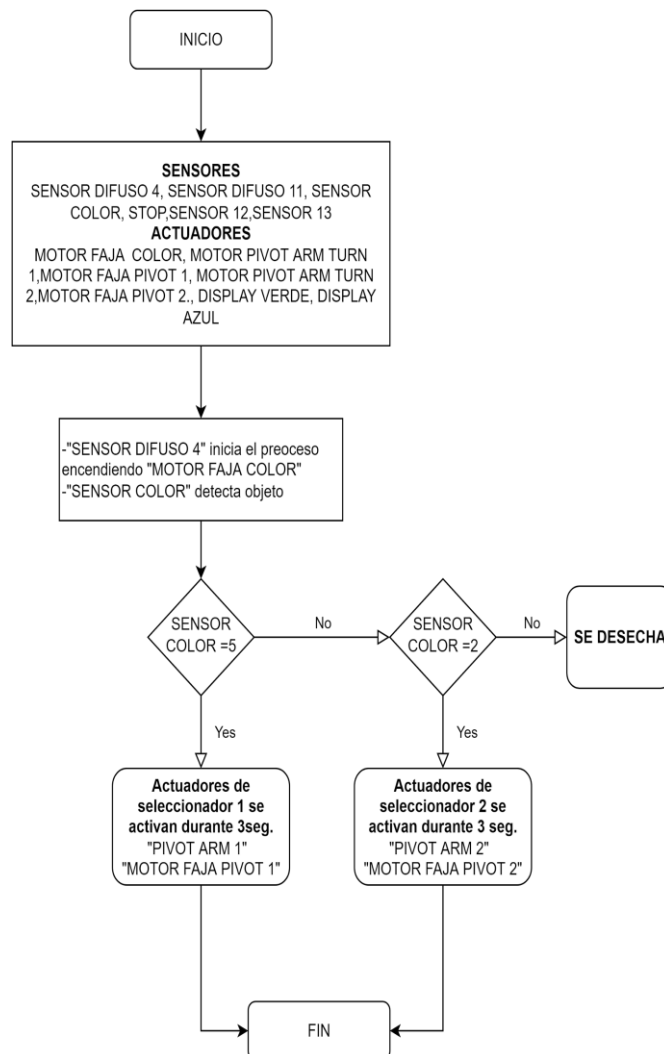 INICIO
SENSORES
SENSOR DIFUSO 4, SENSOR DIFUSO 11, SENSOR
COLOR, STOP,SENSOR 12,SENSOR 13
ACTUADORES
MOTOR FAJA  COLOR, MOTOR PIVOT ARM TURN
1,MOTOR FAJA PIVOT 1, MOTOR PIVOT ARM TURN
2,MOTOR FAJA PIVOT 2., DISPLAY VERDE, DISPLAY
AZUL
-"SENSOR DIFUSO 4" inicia el preoceso
encendiendo "MOTOR FAJA COLOR"
-"SENSOR COLOR" detecta objeto
SENSOR
COLOR =5
No
SENSOR
COLOR =2
No
SE DESECHA
Yes
Yes
Actuadores de
seleccionador 1 se
activan durante 3seg.
"PIVOT ARM 1"
"MOTOR FAJA PIVOT 1"
Actuadores de
seleccionador 2 se
activan durante 3 seg.
"PIVOT ARM 2"
"MOTOR FAJA PIVOT 2"
FIN